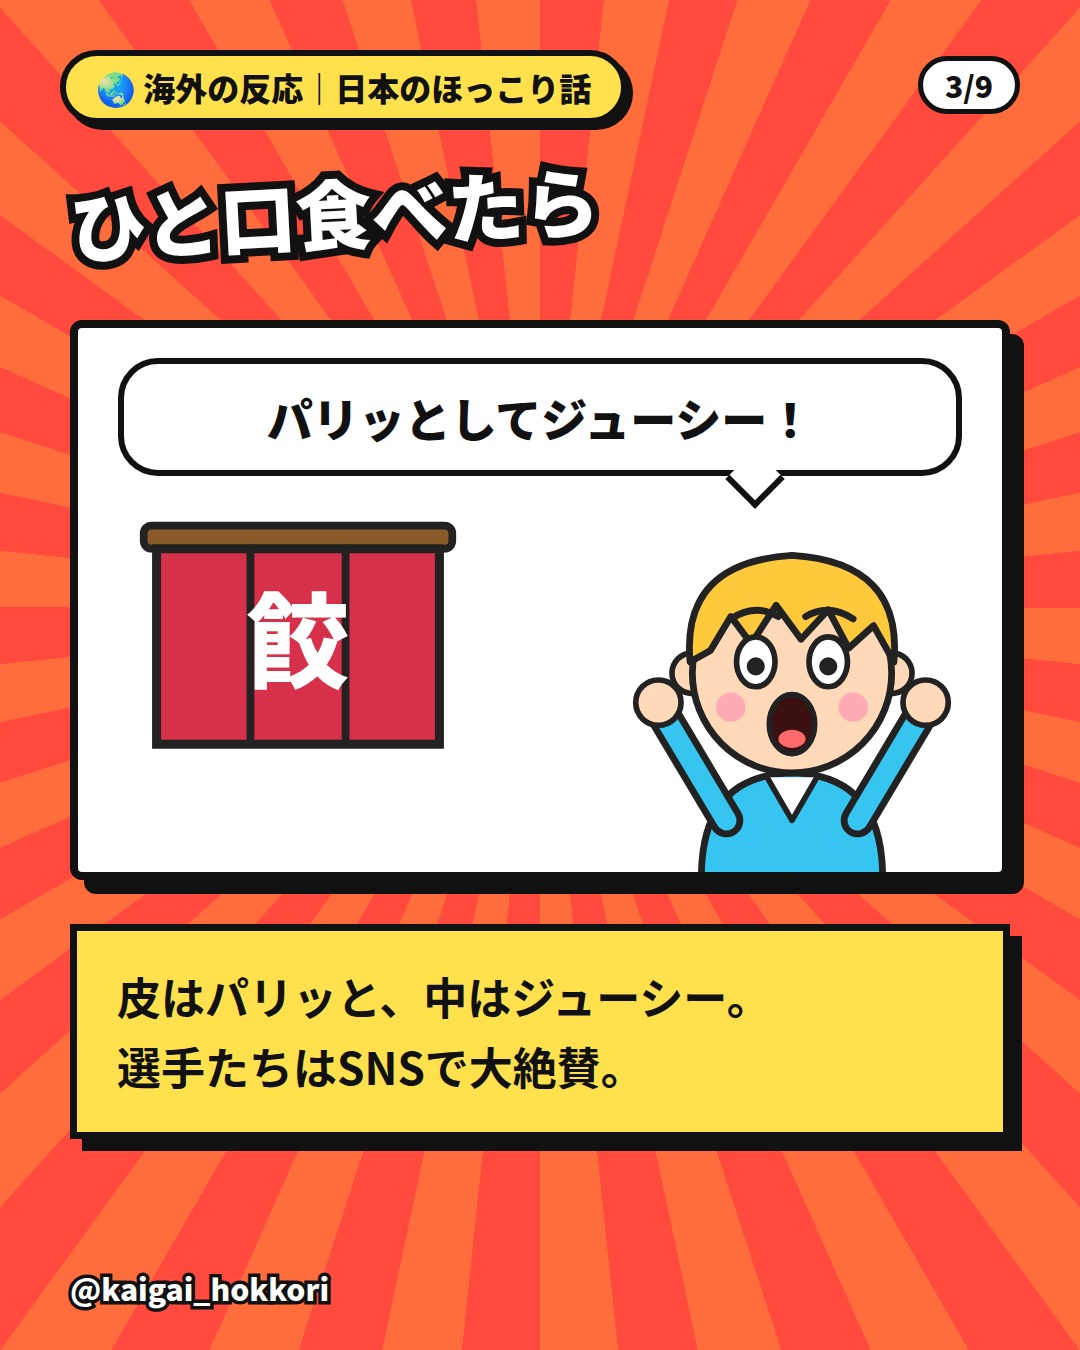 🌏 海外の反応｜日本のほっこり話
3/9
ひと口食べたら
パリッとしてジューシー！
餃
皮はパリッと、中はジューシー。
選手たちはSNSで大絶賛。
@kaigai_hokkori